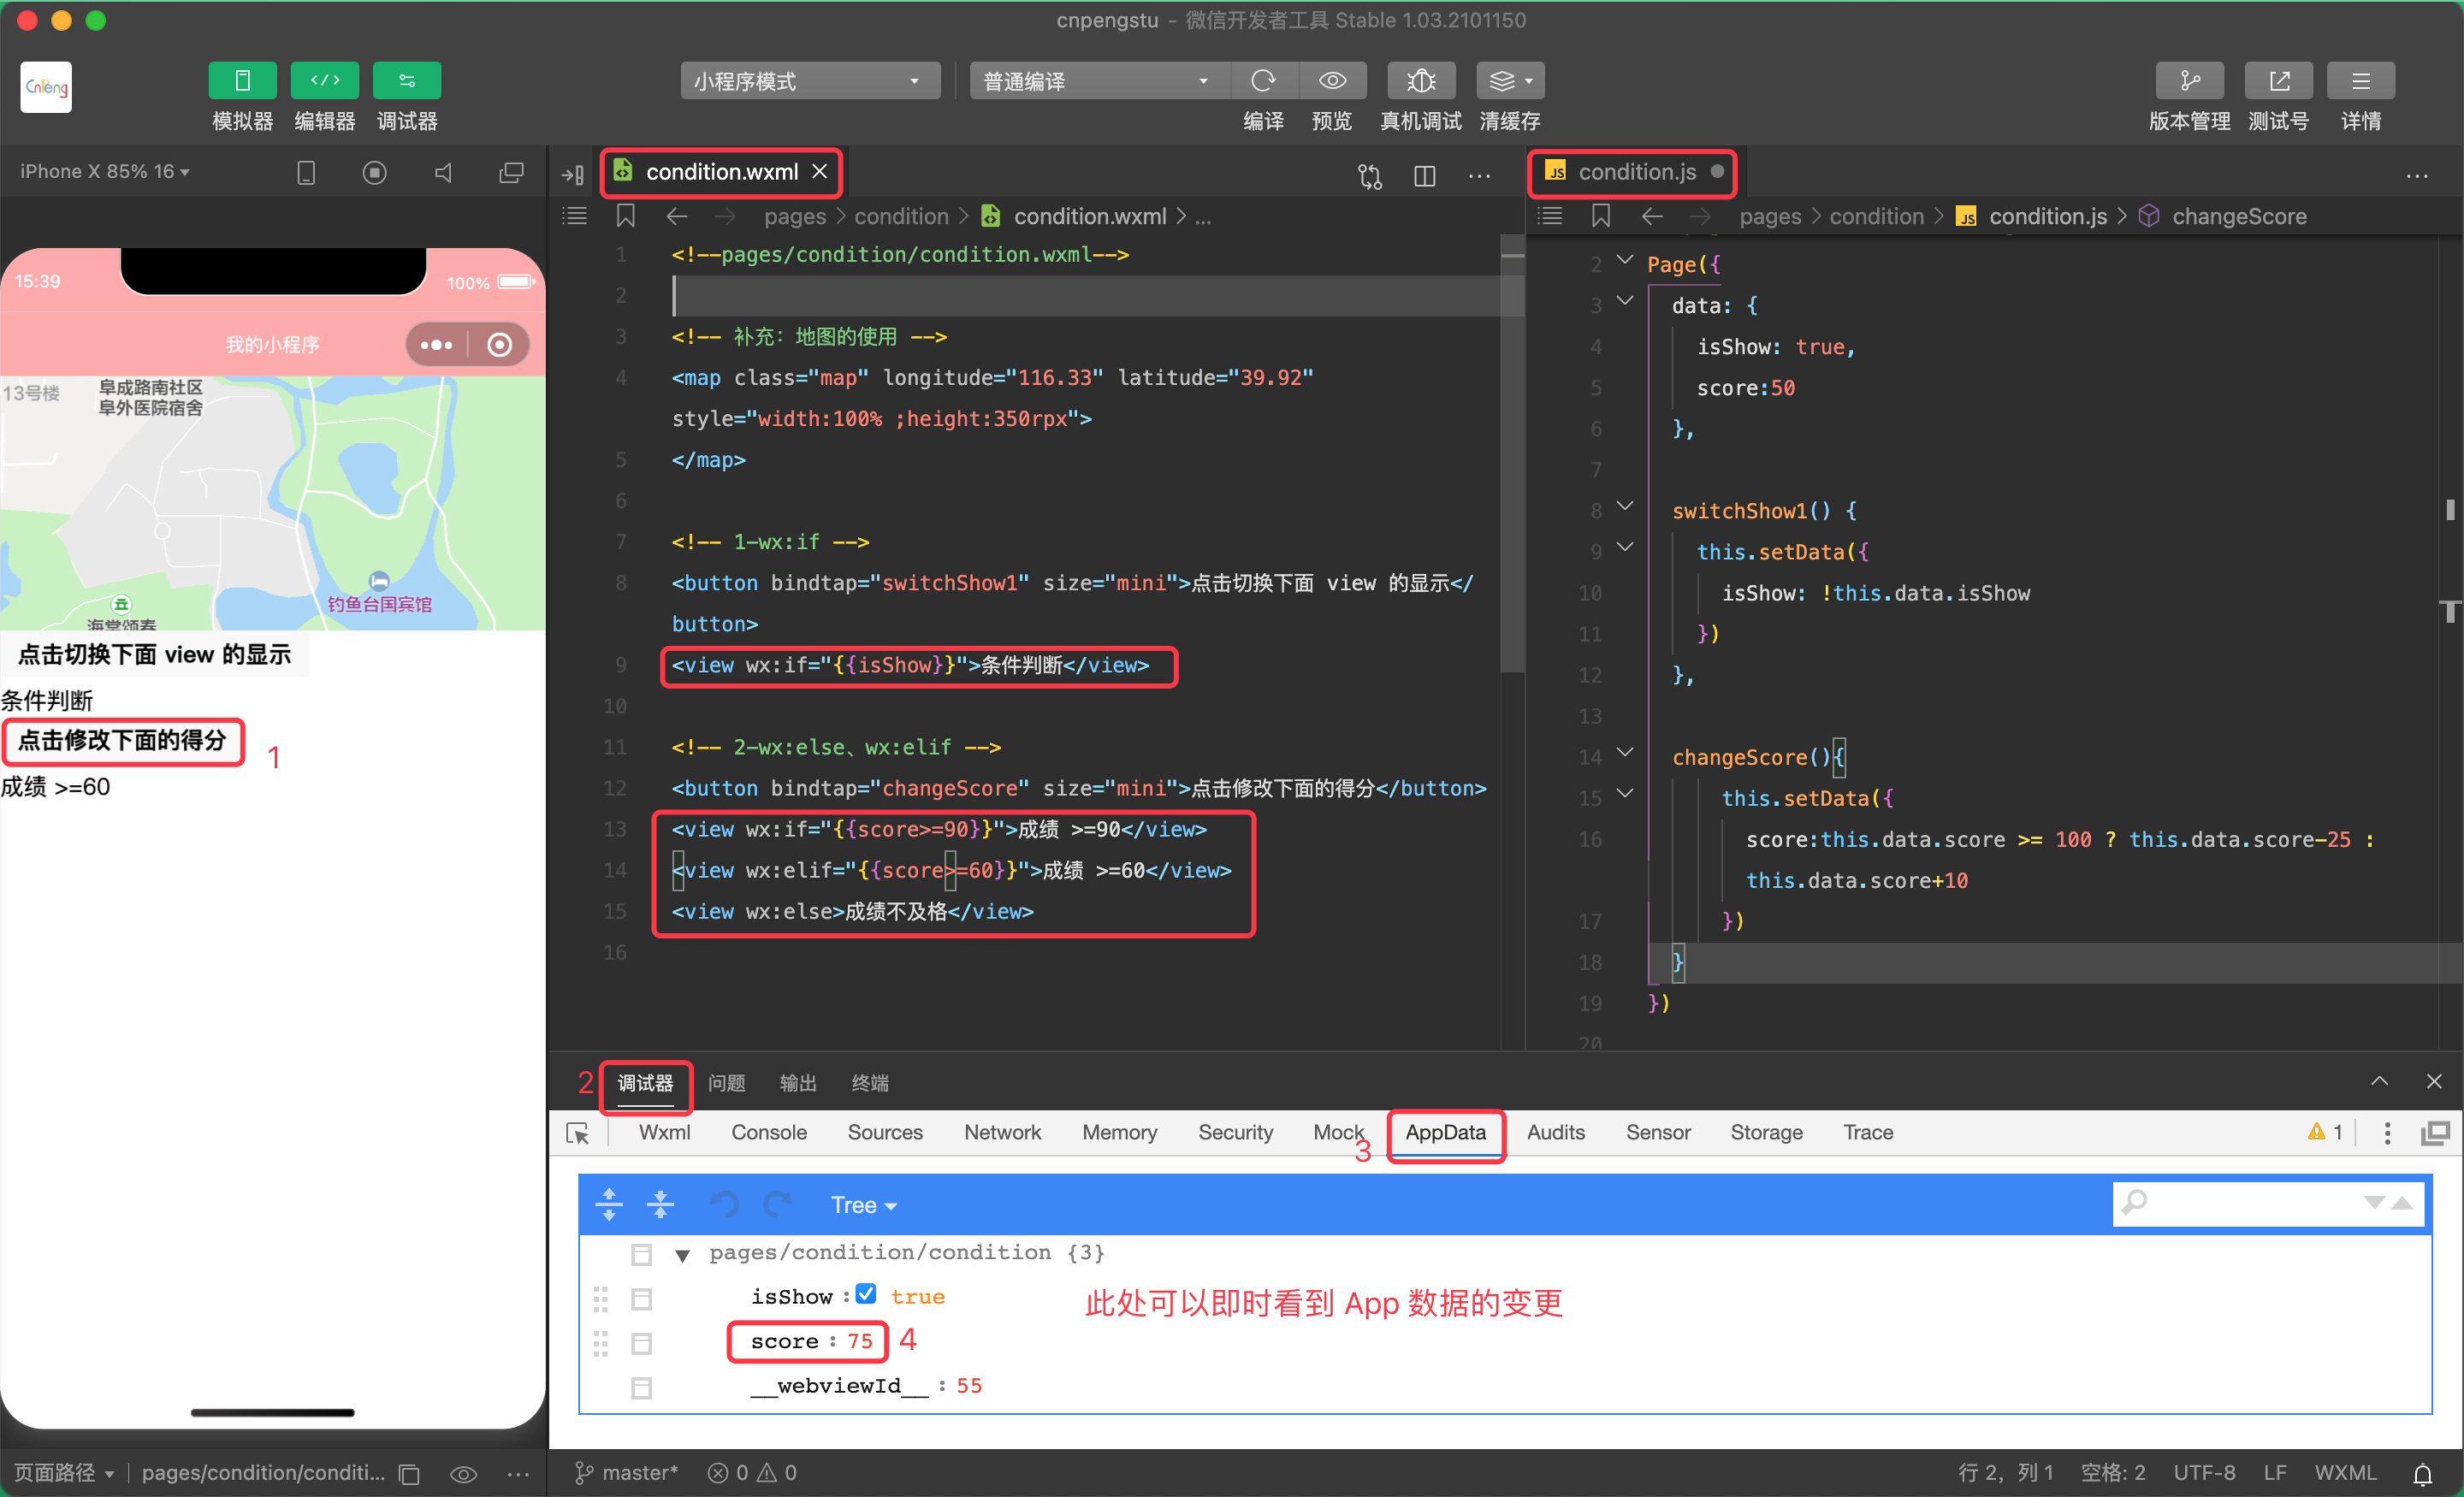 cnpengstu - 微信开发者工具 Stable 1.03.2101150
CnPeng
模拟器 编辑器 调试器
小程序模式 普通编译
编译 预览 真机调试 清缓存
版本管理 测试号 详情
iPhone X 85% 16
15:39
100%
我的小程序
13号楼
阜成路南社区
阜外医院宿舍
钓鱼台国宾馆
海棠颂春
点击切换下面 view 的显示
条件判断
点击修改下面的得分 1
成绩 >=60
condition.wxml
pages > condition > condition.wxml > ...
1 <!--pages/condition/condition.wxml-->
2
3 <!-- 补充: 地图的使用 -->
4 <map class="map" longitude="116.33" latitude="39.92"
style="width:100% ;height:350rpx">
5 </map>
6
7 <!-- 1-wx:if -->
8 <button bindtap="switchShow1" size="mini">点击切换下面 view 的显示</
button>
9 <view wx:if="{{isShow}}">条件判断</view>
10
11 <!-- 2-wx:else、wx:elif -->
12 <button bindtap="changeScore" size="mini">点击修改下面的得分</button>
13 <view wx:if="{{score>=90}}">成绩 >=90</view>
14 <view wx:elif="{{score>=60}}">成绩 >=60</view>
15 <view wx:else>成绩不及格</view>
16
JS condition.js
pages > condition > JS condition.js > changeScore
2 Page({
3 data: {
4 isShow: true,
5 score:50
6 },
7
8 switchShow1() {
9 this.setData({
10 isShow: !this.data.isShow
11 })
12 },
13
14 changeScore(){
15 this.setData({
16 score:this.data.score >= 100 ? this.data.score-25 :
this.data.score+10
17 })
18 }
19 })
20
2 调试器 问题 输出 终端
Wxml Console Sources Network Memory Security Mock AppData Audits Sensor Storage Trace 1
3
Tree
pages/condition/condition {3}
isShow : true
此处可以即时看到 App 数据的变更
score : 75 4
__webviewId__ : 55
页面路径 pages/condition/conditi... master* 0 0 行 2，列 1 空格: 2 UTF-8 LF WXML